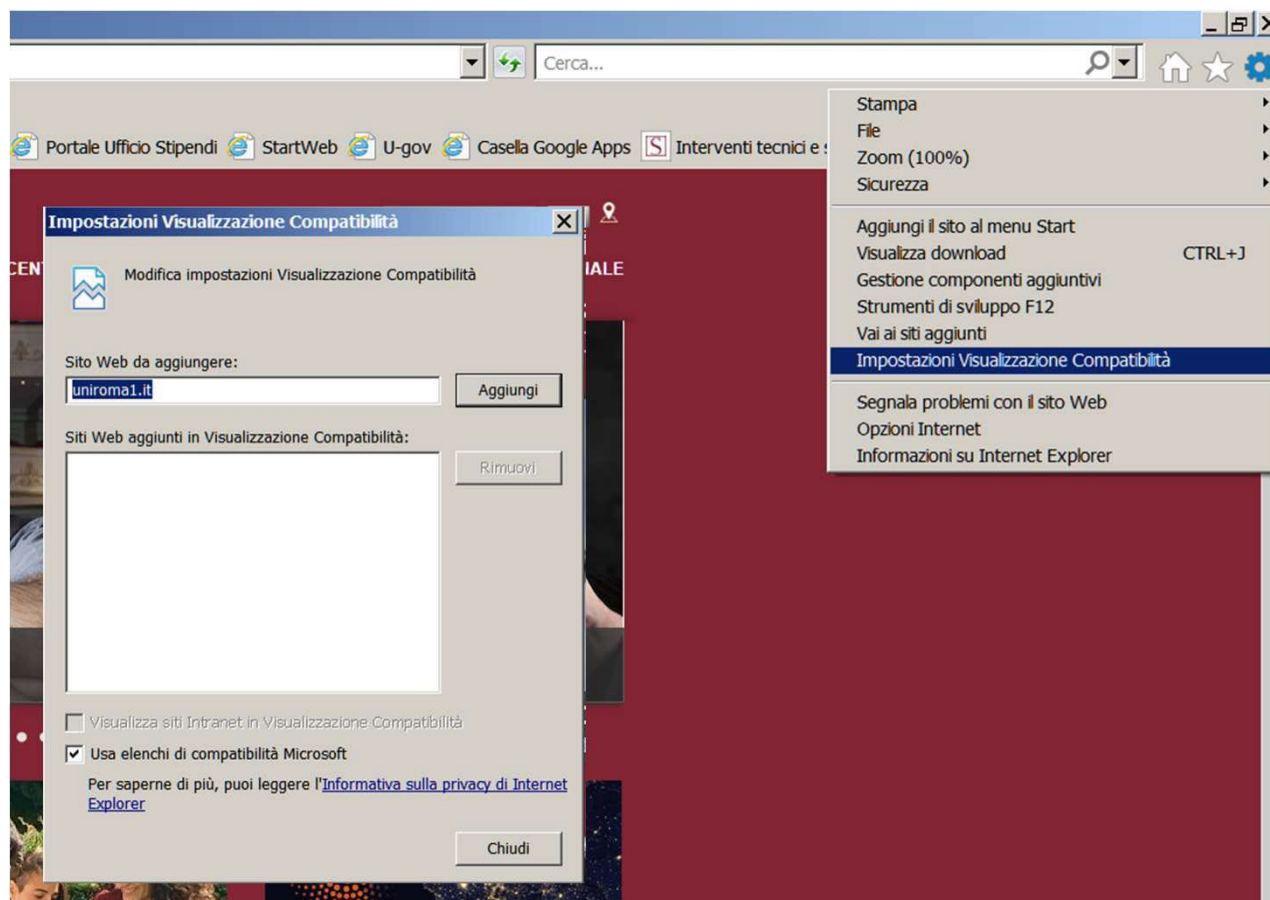 Cerca...
Portale Ufficio Stipendi StartWeb U-gov Casella Google Apps S Interventi tecnici e
Stampa
File
Zoom (100%)
Sicurezza
Aggiungi il sito al menu Start
Visualizza download CTRL+J
Gestione componenti aggiuntivi
Strumenti di sviluppo F12
Vai ai siti aggiunti
Impostazioni Visualizzazione Compatibilità
Segnala problemi con il sito Web
Opzioni Internet
Informazioni su Internet Explorer
CEN
IALE
Impostazioni Visualizzazione Compatibilità
Modifica impostazioni Visualizzazione Compatibilità
Sito Web da aggiungere:
uniroma1.it Aggiungi
Siti Web aggiunti in Visualizzazione Compatibilità:
Rimuovi
Visualizza siti Intranet in Visualizzazione Compatibilità
Usa elenchi di compatibilità Microsoft
Per saperne di più, puoi leggere l'Informativa sulla privacy di Internet
Explorer
Chiudi